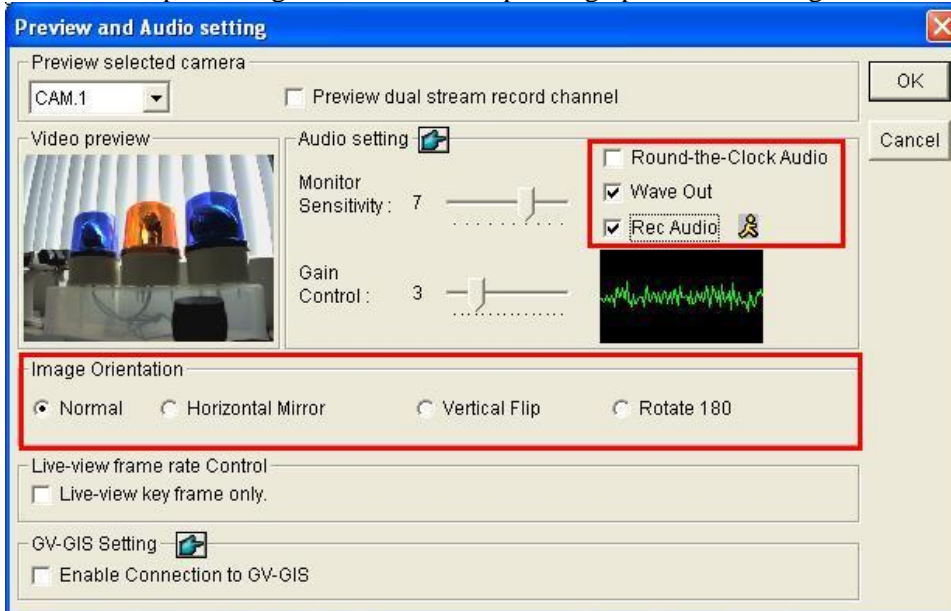 Preview and Audio setting
Preview selected camera
CAM.1
Preview dual stream record channel
OK
Cancel
Video preview
Audio setting
Monitor
Sensitivity : 7
Round-the-Clock Audio
Wave Out
Rec Audio
Gain
Control : 3
Image Orientation
Normal Horizontal Mirror Vertical Flip Rotate 180
Live-view frame rate Control
Live-view key frame only.
GV-GIS Setting
Enable Connection to GV-GIS